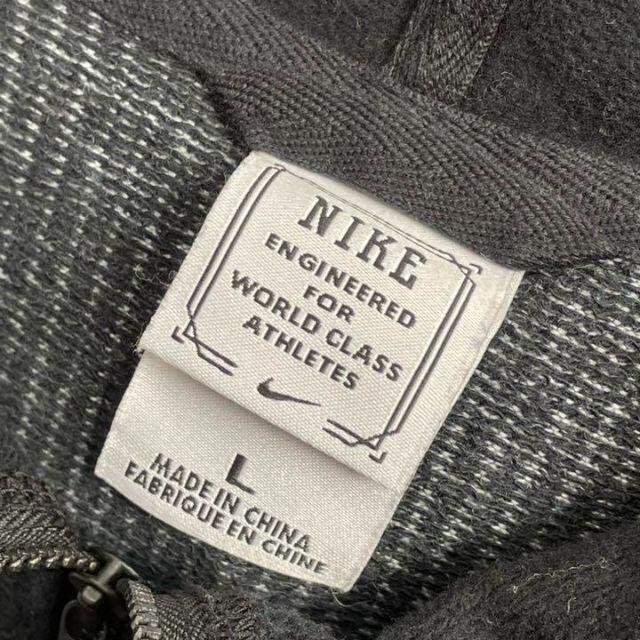 NIKE
ENGINEERED
FOR
WORLD CLASS
ATHLETES
L
MADE IN CHINA
FABRIQUE EN CHINE